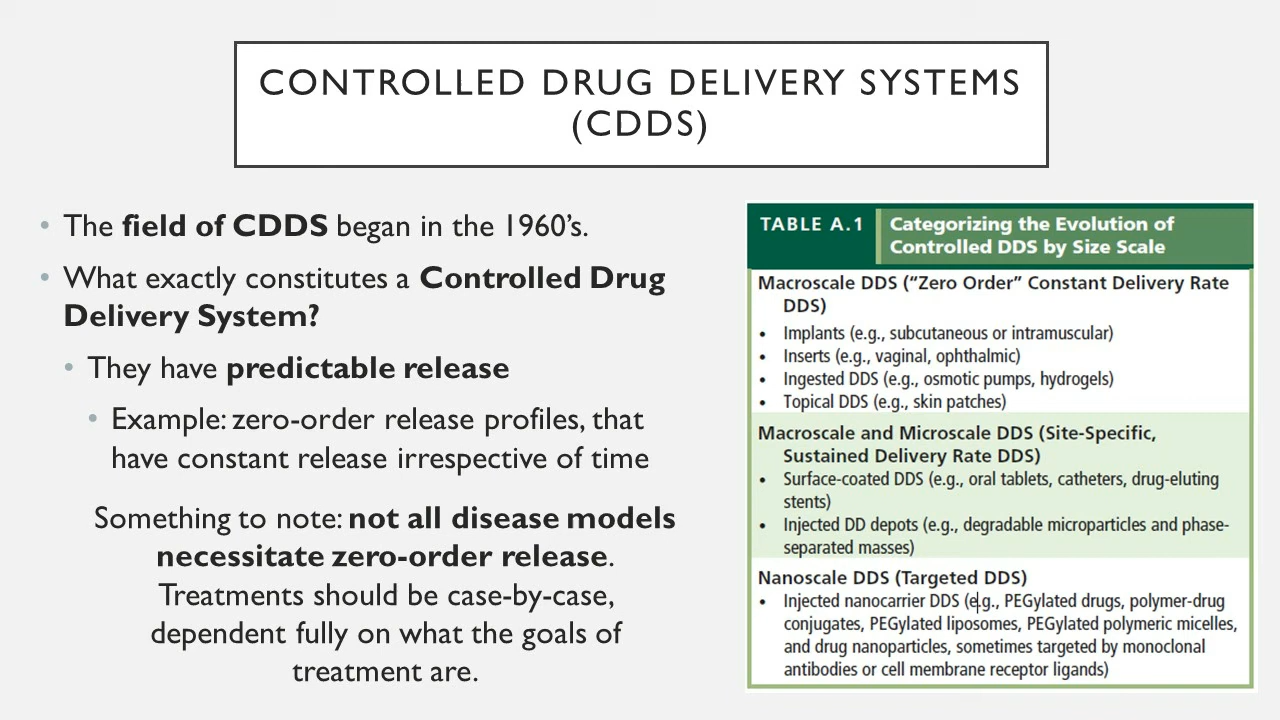 CONTROLLED DRUG DELIVERY SYSTEMS
(CDDS)
• The field of CDDS began in the 1960’s.
• What exactly constitutes a Controlled Drug
Delivery System?
• They have predictable release
• Example: zero-order release profiles, that
have constant release irrespective of time
Something to note: not all disease models
necessitate zero-order release.
Treatments should be case-by-case,
dependent fully on what the goals of
treatment are.
TABLE A.1 Categorizing the Evolution of
Controlled DDS by Size Scale
Macroscale DDS (“Zero Order” Constant Delivery Rate
DDS)
• Implants (e.g., subcutaneous or intramuscular)
• Inserts (e.g., vaginal, ophthalmic)
• Ingested DDS (e.g., osmotic pumps, hydrogels)
• Topical DDS (e.g., skin patches)
Macroscale and Microscale DDS (Site-Specific,
Sustained Delivery Rate DDS)
• Surface-coated DDS (e.g., oral tablets, catheters, drug-eluting
stents)
• Injected DD depots (e.g., degradable microparticles and phase-
separated masses)
Nanoscale DDS (Targeted DDS)
• Injected nanocarrier DDS (e.g., PEGylated drugs, polymer-drug
conjugates, PEGylated liposomes, PEGylated polymeric micelles,
and drug nanoparticles, sometimes targeted by monoclonal
antibodies or cell membrane receptor ligands)